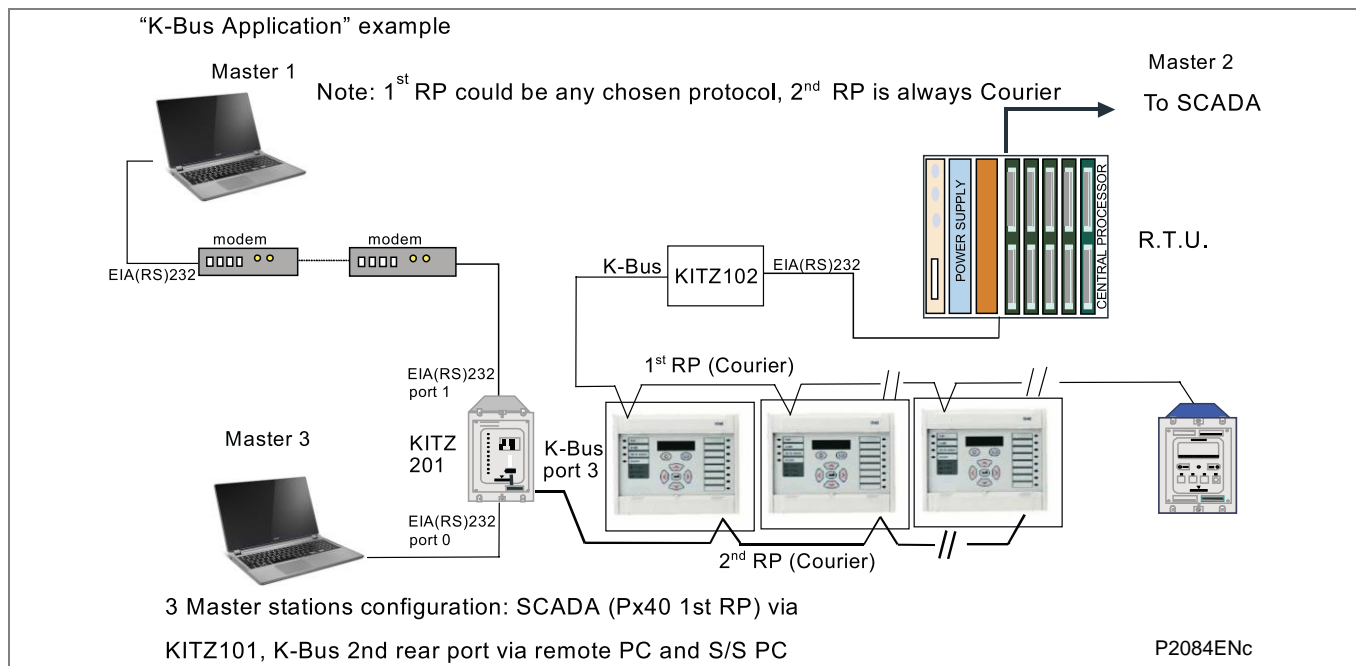 “K-Bus Application” example
Master 1
Note: 1st RP could be any chosen protocol, 2nd RP is always Courier
Master 2
To SCADA
POWER SUPPLY
CENTRAL PROCESSOR
R.T.U.
modem
modem
EIA(RS)232
K-Bus
KITZ102
EIA(RS)232
1st RP (Courier)
EIA(RS)232
port 1
KITZ
201
K-Bus
port 3
Master 3
EIA(RS)232
port 0
2nd RP (Courier)
3 Master stations configuration: SCADA (Px40 1st RP) via
KITZ101, K-Bus 2nd rear port via remote PC and S/S PC
P2084ENc